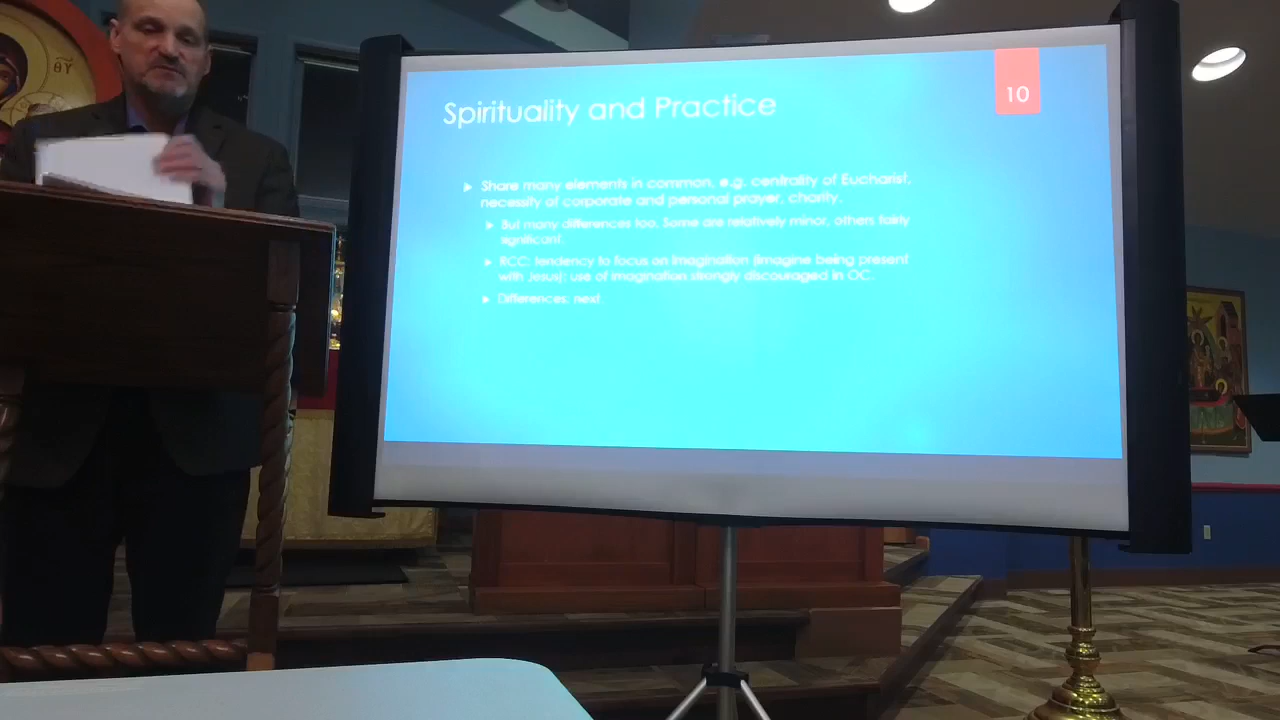 ΘΥ
10
Spirituality and Practice
Share many elements in common, e.g. centrality of Eucharist,
necessity of corporate and personal prayer, charity.
But many differences too. Some are relatively minor, others fairly
significant.
RCC: tendency to focus on imagination (imagine being present
with Jesus); use of imagination strongly discouraged in OC.
Differences: next